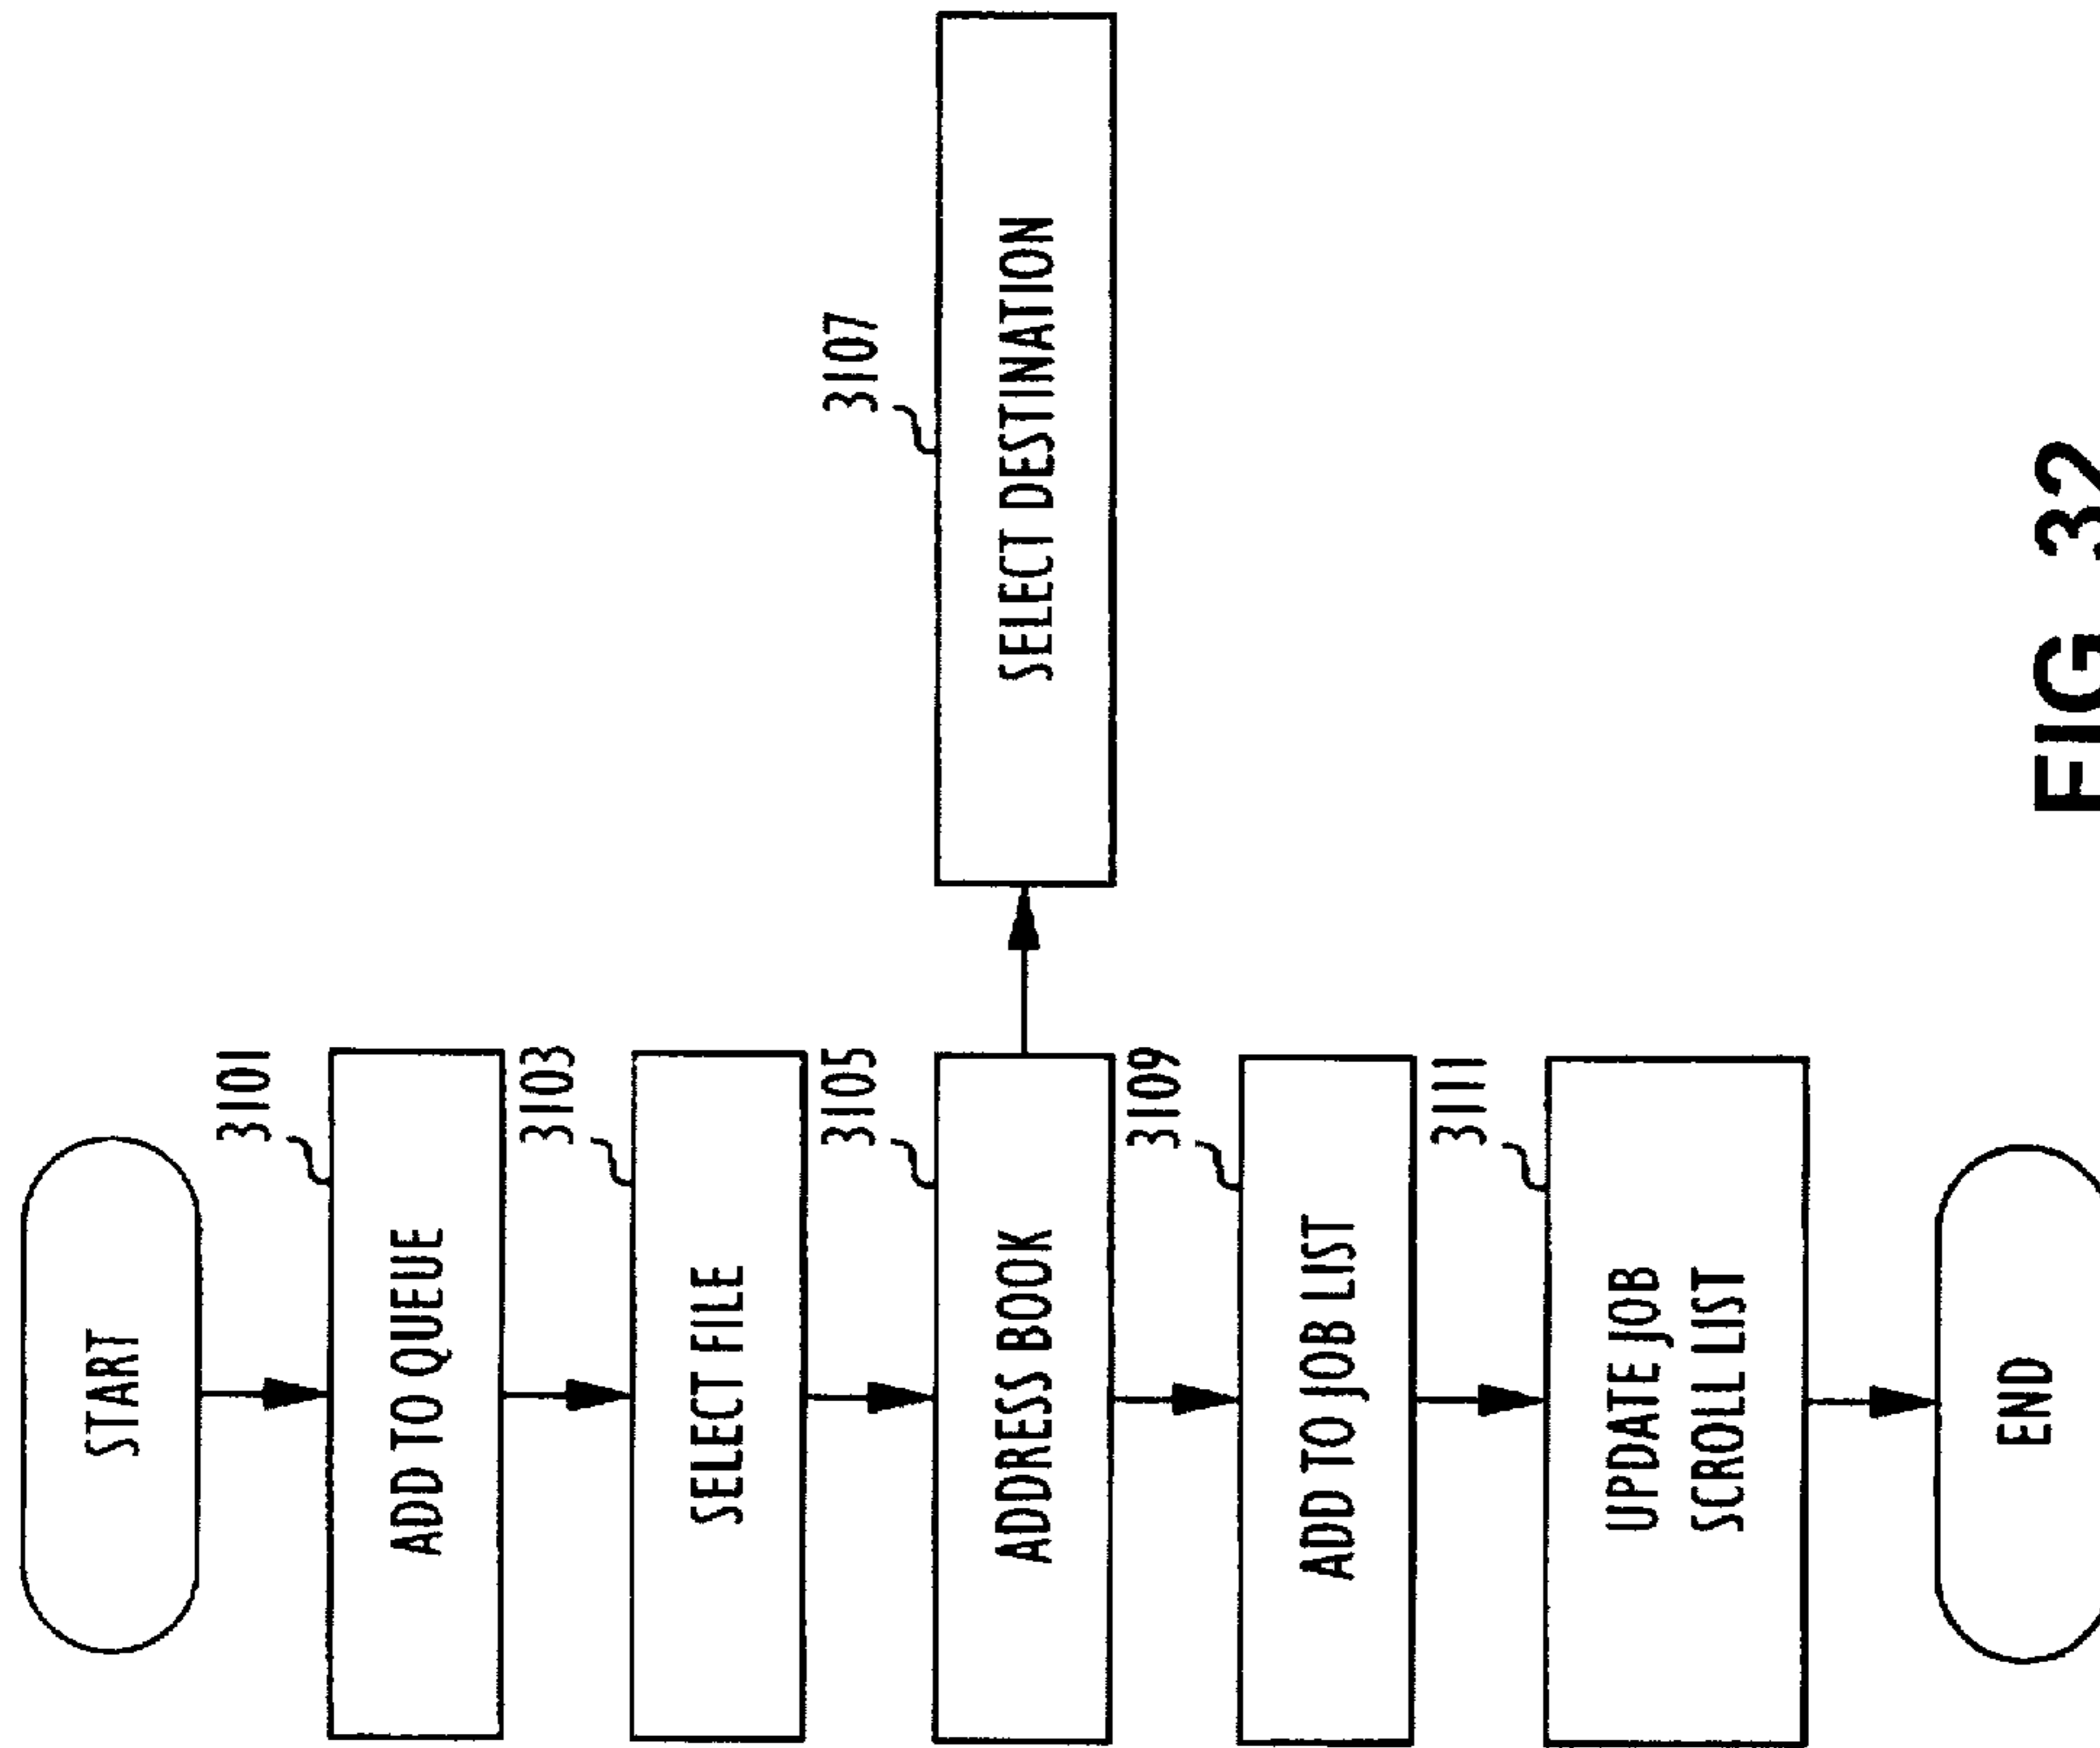 START
3101
ADD TO QUEUE
3103
SELECT FILE
3105
ADDRESS BOOK
3107
SELECT DESTINATION
3109
ADD TO JOB LIST
3111
UPDATE JOB
SCROLL LIST
END
FIG 32